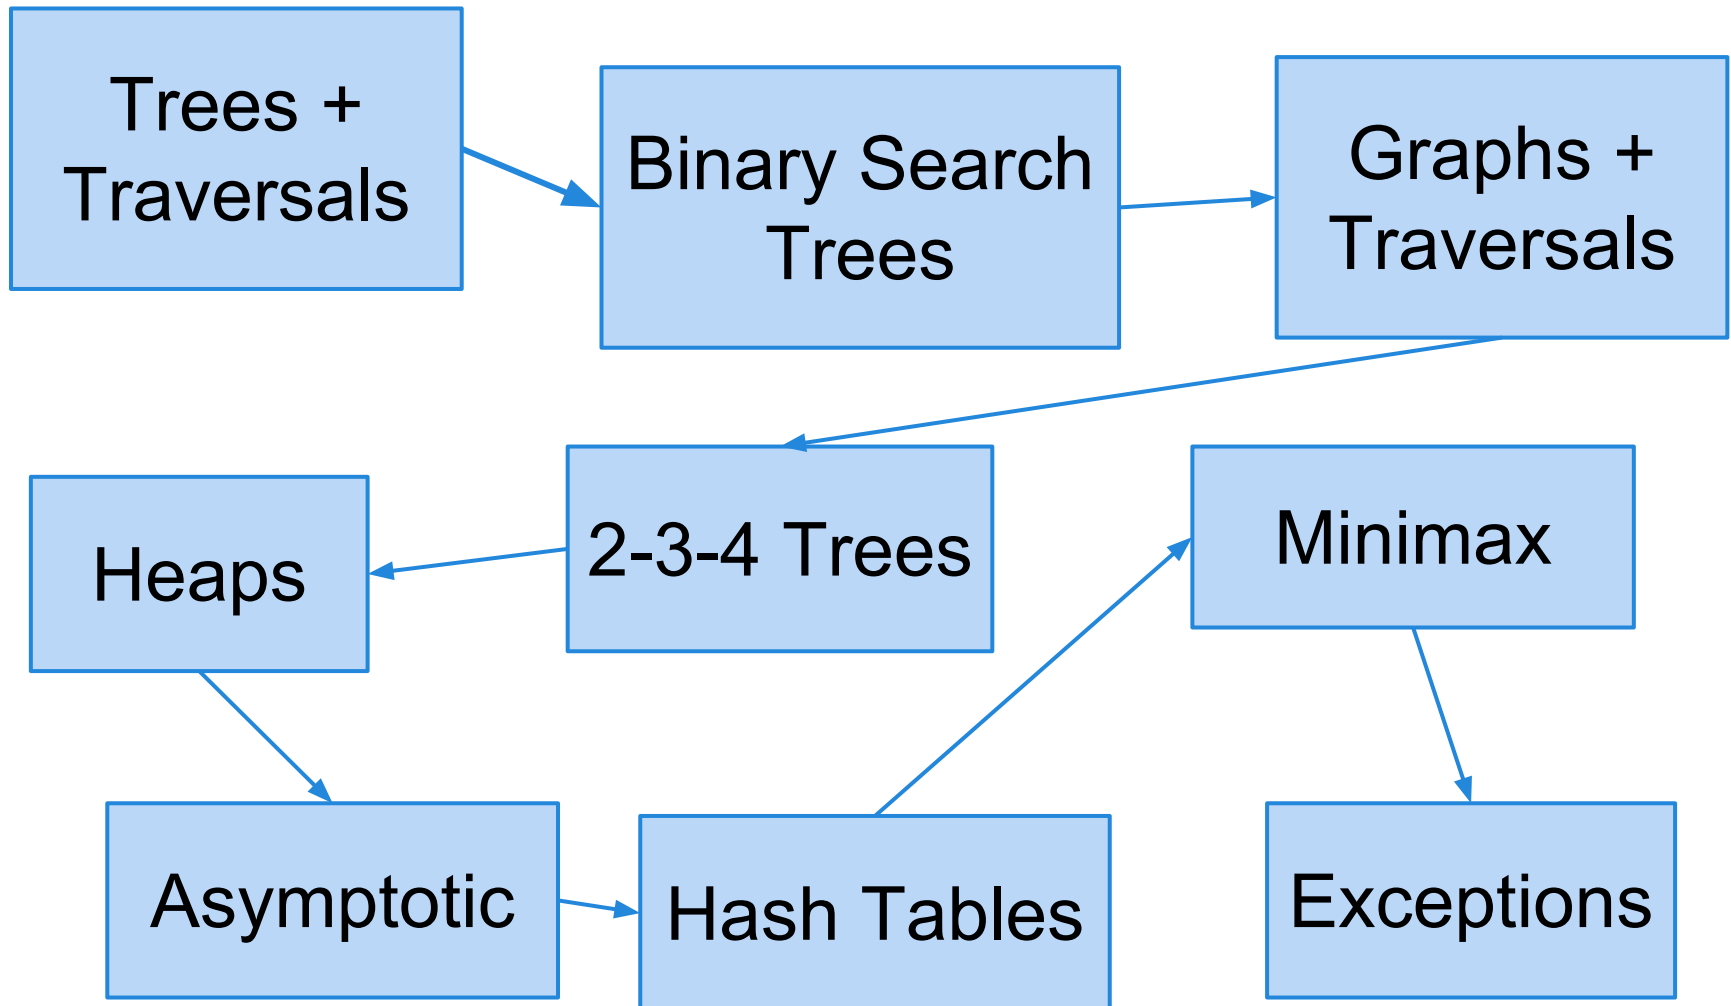 Trees +
Traversals
Binary Search
Trees
Graphs +
Traversals
2-3-4 Trees
Heaps
Asymptotic
Hash Tables
Minimax
Exceptions